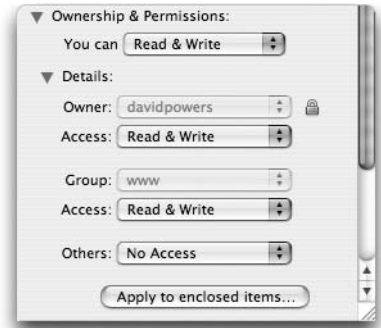 Ownership & Permissions:
You can Read & Write
Details:
Owner: davidpowers
Access: Read & Write
Group: www
Access: Read & Write
Others: No Access
Apply to enclosed items...